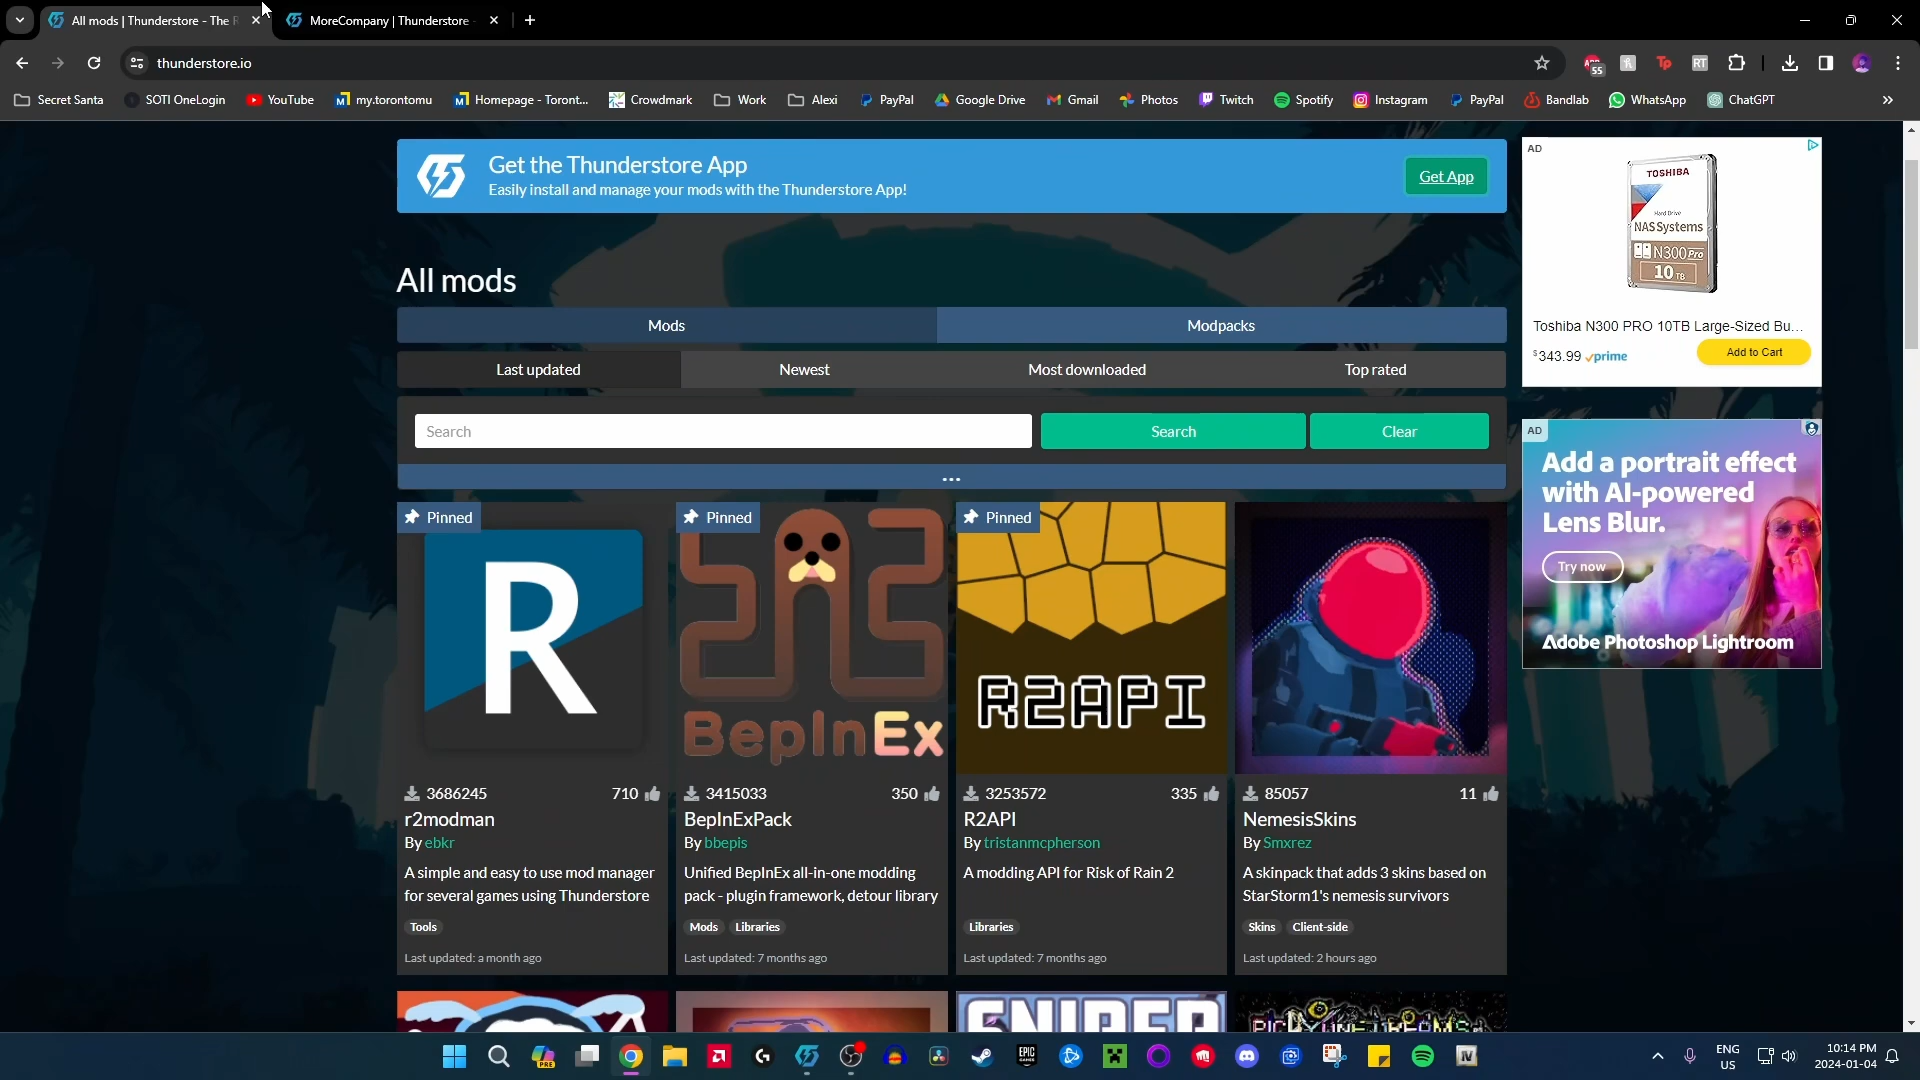 All mods | Thunderstore - The R
MoreCompany | Thunderstore
thunderstore.io
55
Tp
RT
Secret Santa
SOTI OneLogin
YouTube
my.torontomu
Homepage - Toront...
Crowdmark
Work
Alexi
PayPal
Google Drive
Gmail
Photos
Twitch
Spotify
Instagram
PayPal
Bandlab
WhatsApp
ChatGPT
Get the Thunderstore App
Easily install and manage your mods with the Thunderstore App!
Get App
All mods
Mods
Modpacks
Last updated
Newest
Most downloaded
Top rated
Search
Search
Clear
...
AD
TOSHIBA
Hard Drive
NAS Systems
N300 Pro
10 TB
Toshiba N300 PRO 10TB Large-Sized Bu...
$343.99 prime
Add to Cart
AD
Add a portrait effect
with AI-powered
Lens Blur.
Try now
Adobe Photoshop Lightroom
Pinned
R
3686245
710
r2modman
By ebkr
A simple and easy to use mod manager
for several games using Thunderstore
Tools
Last updated: a month ago
Pinned
BepInEx
3415033
350
BepInExPack
By bbepis
Unified BepInEx all-in-one modding
pack - plugin framework, detour library
Mods
Libraries
Last updated: 7 months ago
Pinned
R2API
3253572
335
R2API
By tristanmcpherson
A modding API for Risk of Rain 2
Libraries
Last updated: 7 months ago
85057
11
NemesisSkins
By Smxrez
A skinpack that adds 3 skins based on
StarStorm1's nemesis survivors
Skins
Client-side
Last updated: 2 hours ago
SNIPER
PRE
EPIC
GAMES
IV
ENG
US
10:14 PM
2024-01-04